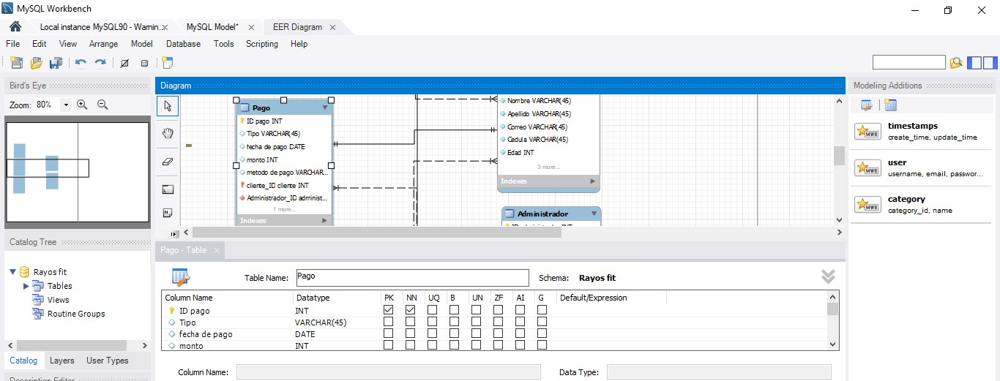 MySQL Workbench
Local instance MySQL90 - Warnin...
MySQL Model*
EER Diagram
File Edit View Arrange Model Database Tools Scripting Help
Bird's Eye
Zoom: 80%
Diagram
Pago
ID pago INT
Tipo VARCHAR(45)
fecha de pago DATE
monto INT
metodo de pago VARCHAR...
cliente_ID cliente INT
Administrador_ID administ...
1 more...
Indexes
Nombre VARCHAR(45)
Apellido VARCHAR(45)
Correo VARCHAR(45)
Cedula VARCHAR(45)
Edad INT
3 more...
Indexes
Administrador
Modeling Additions
MWB
timestamps
create_time, update_time
MWB
user
username, email, passwor...
MWB
category
category_id, name
Catalog Tree
Rayos fit
Tables
Views
Routine Groups
Catalog Layers User Types
Description Editor
Pago - Table
Table Name: Pago Schema: Rayos fit
Column Name Datatype PK NN UQ B UN ZF AI G Default/Expression
ID pago INT
Tipo VARCHAR(45)
fecha de pago DATE
monto INT
Column Name: Data Type: